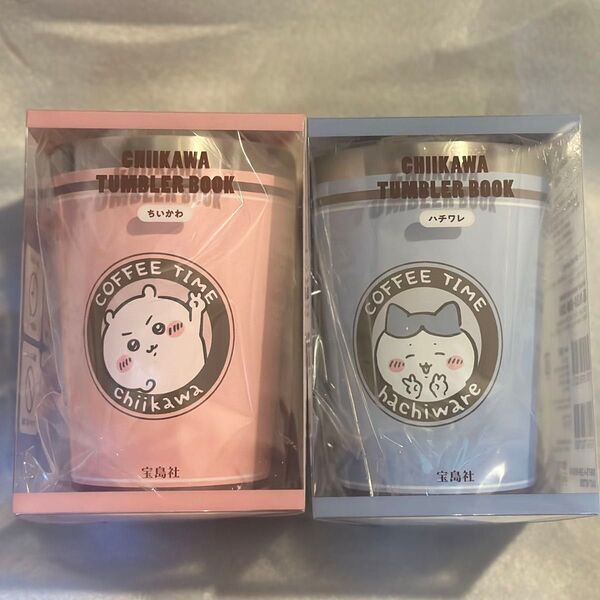 CHIIKAWA
TUMBLER BOOK
ちいかわ
COFFEE TIME
chiikawa
宝島社
CHIIKAWA
TUMBLER BOOK
ハチワレ
COFFEE TIME
hachiware
宝島社